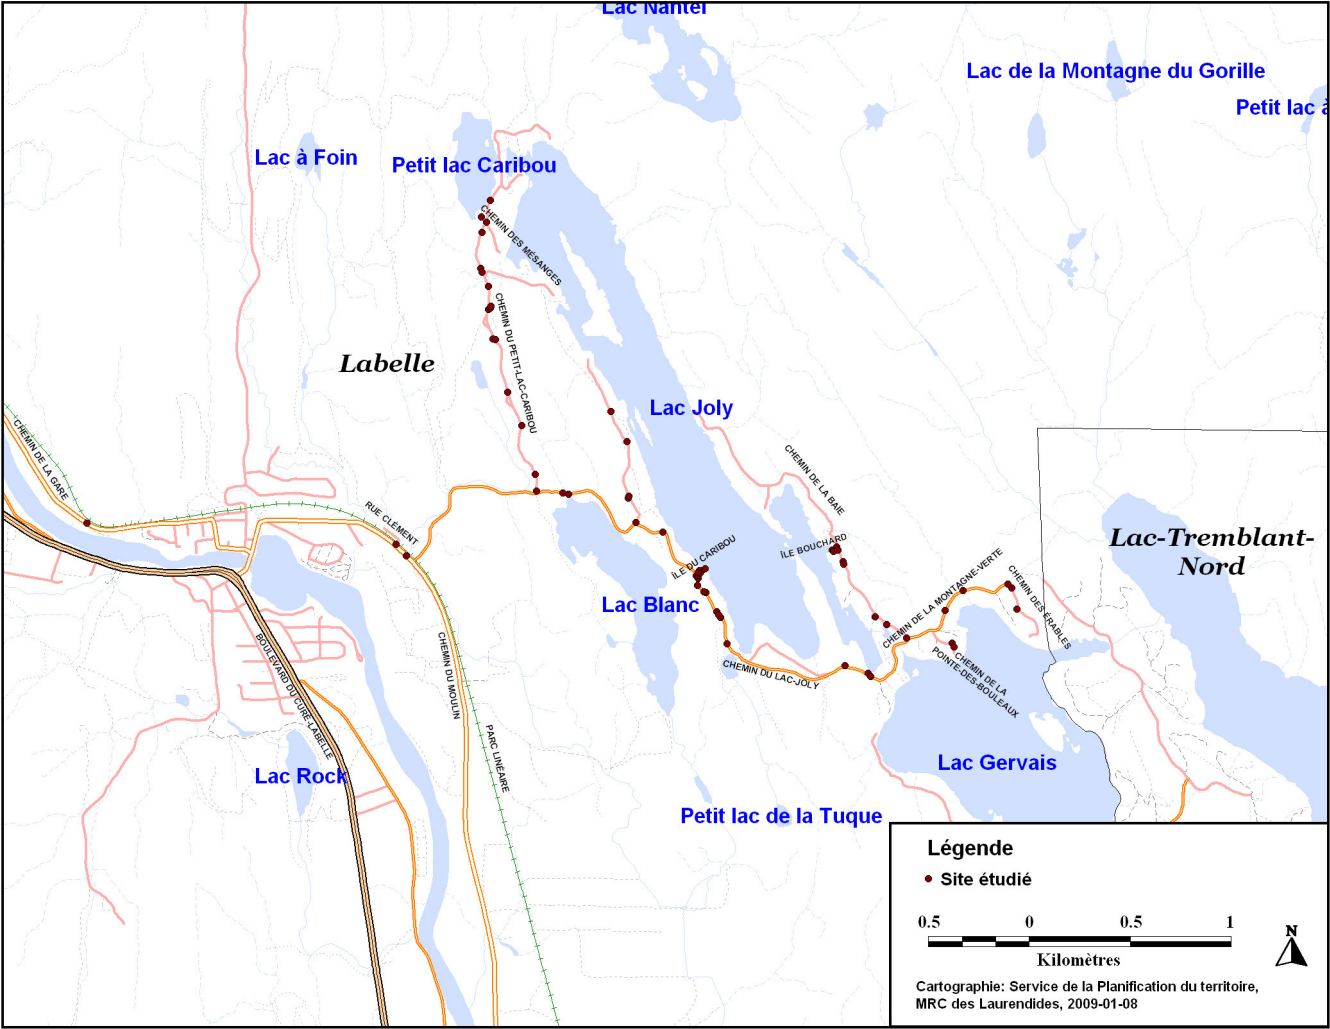 Lac Nantel
Lac de la Montagne du Gorille
Petit lac à
Lac à Foin
Petit lac Caribou
CHEMIN DES MÉSANGES
CHEMIN DU PETIT-LAC-CARIBOU
Labelle
Lac Joly
CHEMIN DE LA GARE
RUE CLÉMENT
CHEMIN DE LA BAIE
ÎLE BOUCHARD
ÎLE DU CARIBOU
Lac-Tremblant-
Nord
CHEMIN DE LA MONTAGNE-VERTE
CHEMIN DES ÉRABLES
Lac Blanc
CHEMIN DU LAC-JOLY
CHEMIN DE LA
POINTE-DES-BOULEAUX
BOULEVARD DU CURÉ-LABELLE
CHEMIN DU MOULIN
PARC LINÉAIRE
Lac Rock
Lac Gervais
Petit lac de la Tuque
Légende
Site étudié
0.5 0 0.5 1
Kilomètres
N
Cartographie: Service de la Planification du territoire,
MRC des Laurendides, 2009-01-08